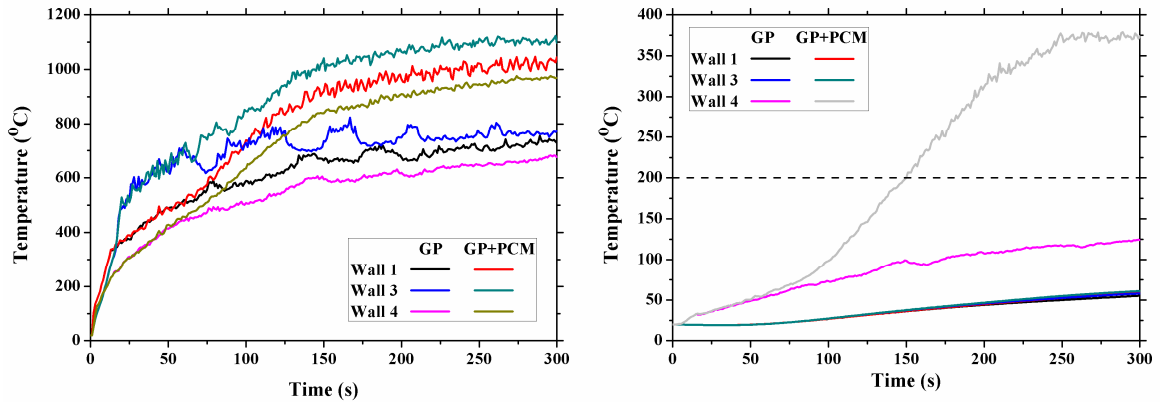 1200
1000
800
600
400
200
0
Temperature (⁰C)
0 50 100 150 200 250 300
Time (s)
GP GP+PCM
Wall 1
Wall 3
Wall 4
400
350
300
250
200
150
100
50
0
Temperature (⁰C)
0 50 100 150 200 250 300
Time (s)
GP GP+PCM
Wall 1
Wall 3
Wall 4